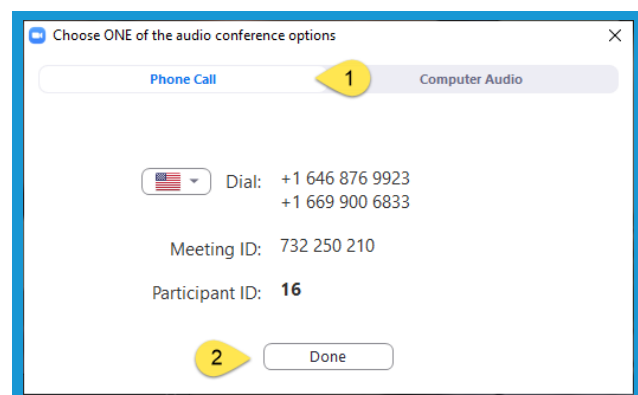 Choose ONE of the audio conference options
Phone Call 1 Computer Audio
Dial: +1 646 876 9923
+1 669 900 6833
Meeting ID: 732 250 210
Participant ID: 16
2 Done